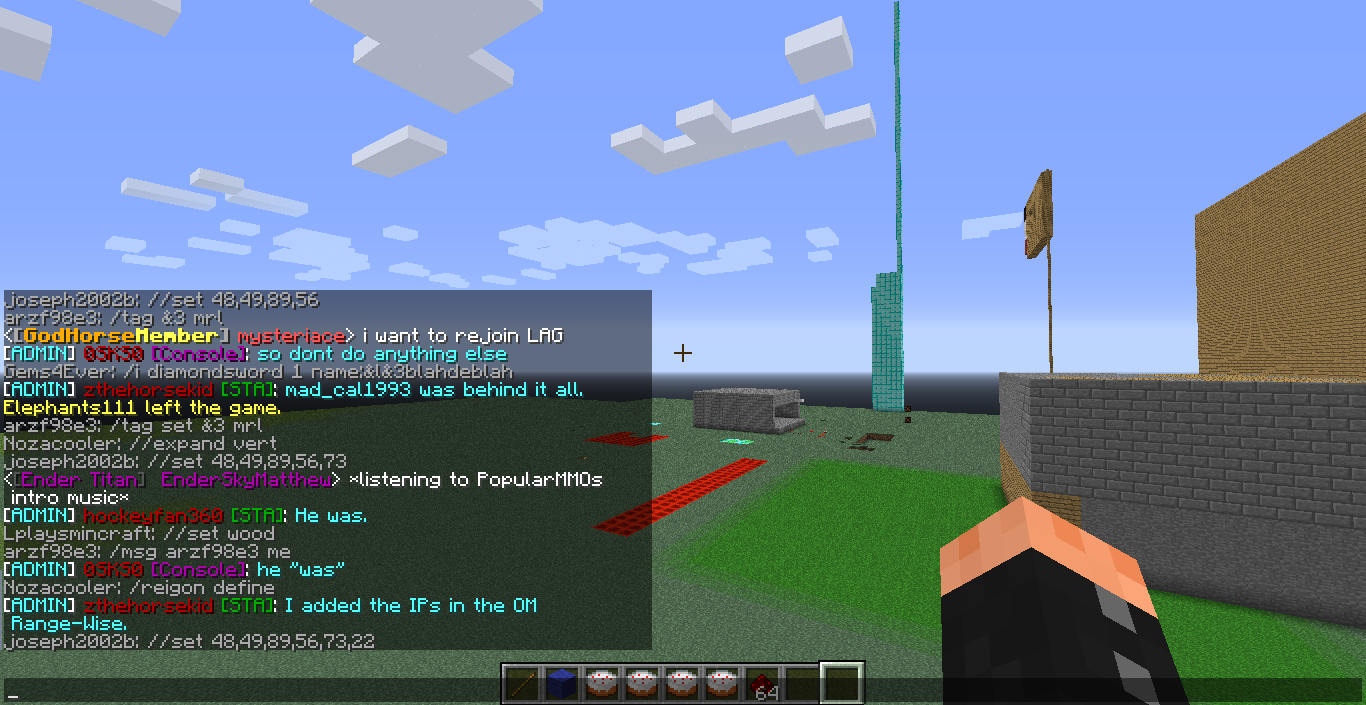 joseph2002b: //set 48,49,89,56
arzf98e3: /tag &3 mrl
<[GodHorseMember] mysteriace> i want to rejoin LAG
[ADMIN] 05K50 [Console]: so dont do anything else
Gems4Ever: /i diamondsword 1 name:&l&3blahdeblah
[ADMIN] zthehorsekid [STA]: mad_cal1993 was behind it all.
Elephants111 left the game.
arzf98e3: /tag set &3 mrl
Nozacooler: //expand vert
joseph2002b: //set 48,49,89,56,73
<[Ender Titan] EnderSkyMatthew> *listening to PopularMMOs
intro music*
[ADMIN] hockeyfan360 [STA]: He was.
Lplaysmincraft: //set wood
arzf98e3: /msg arzf98e3 me
[ADMIN] 05K50 [Console]: he "was"
Nozacooler: /reigon define
[ADMIN] zthehorsekid [STA]: I added the IPs in the OM
Range-Wise.
joseph2002b: //set 48,49,89,56,73,22
64
_